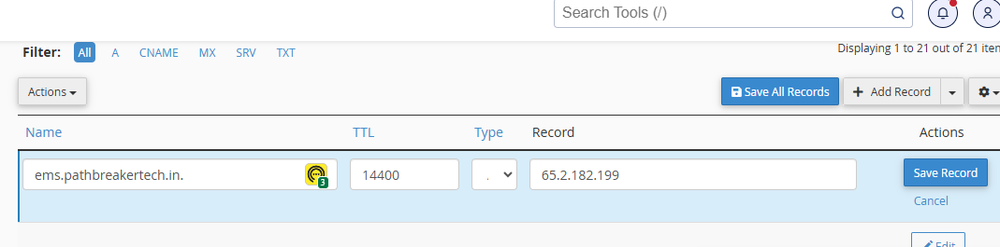 Search Tools (/)
Filter: All A CNAME MX SRV TXT
Displaying 1 to 21 out of 21
Actions
Save All Records + Add Record
Name TTL Type Record Actions
ems.pathbreakertech.in. 3 14400 65.2.182.199 Save Record
Cancel
Edit